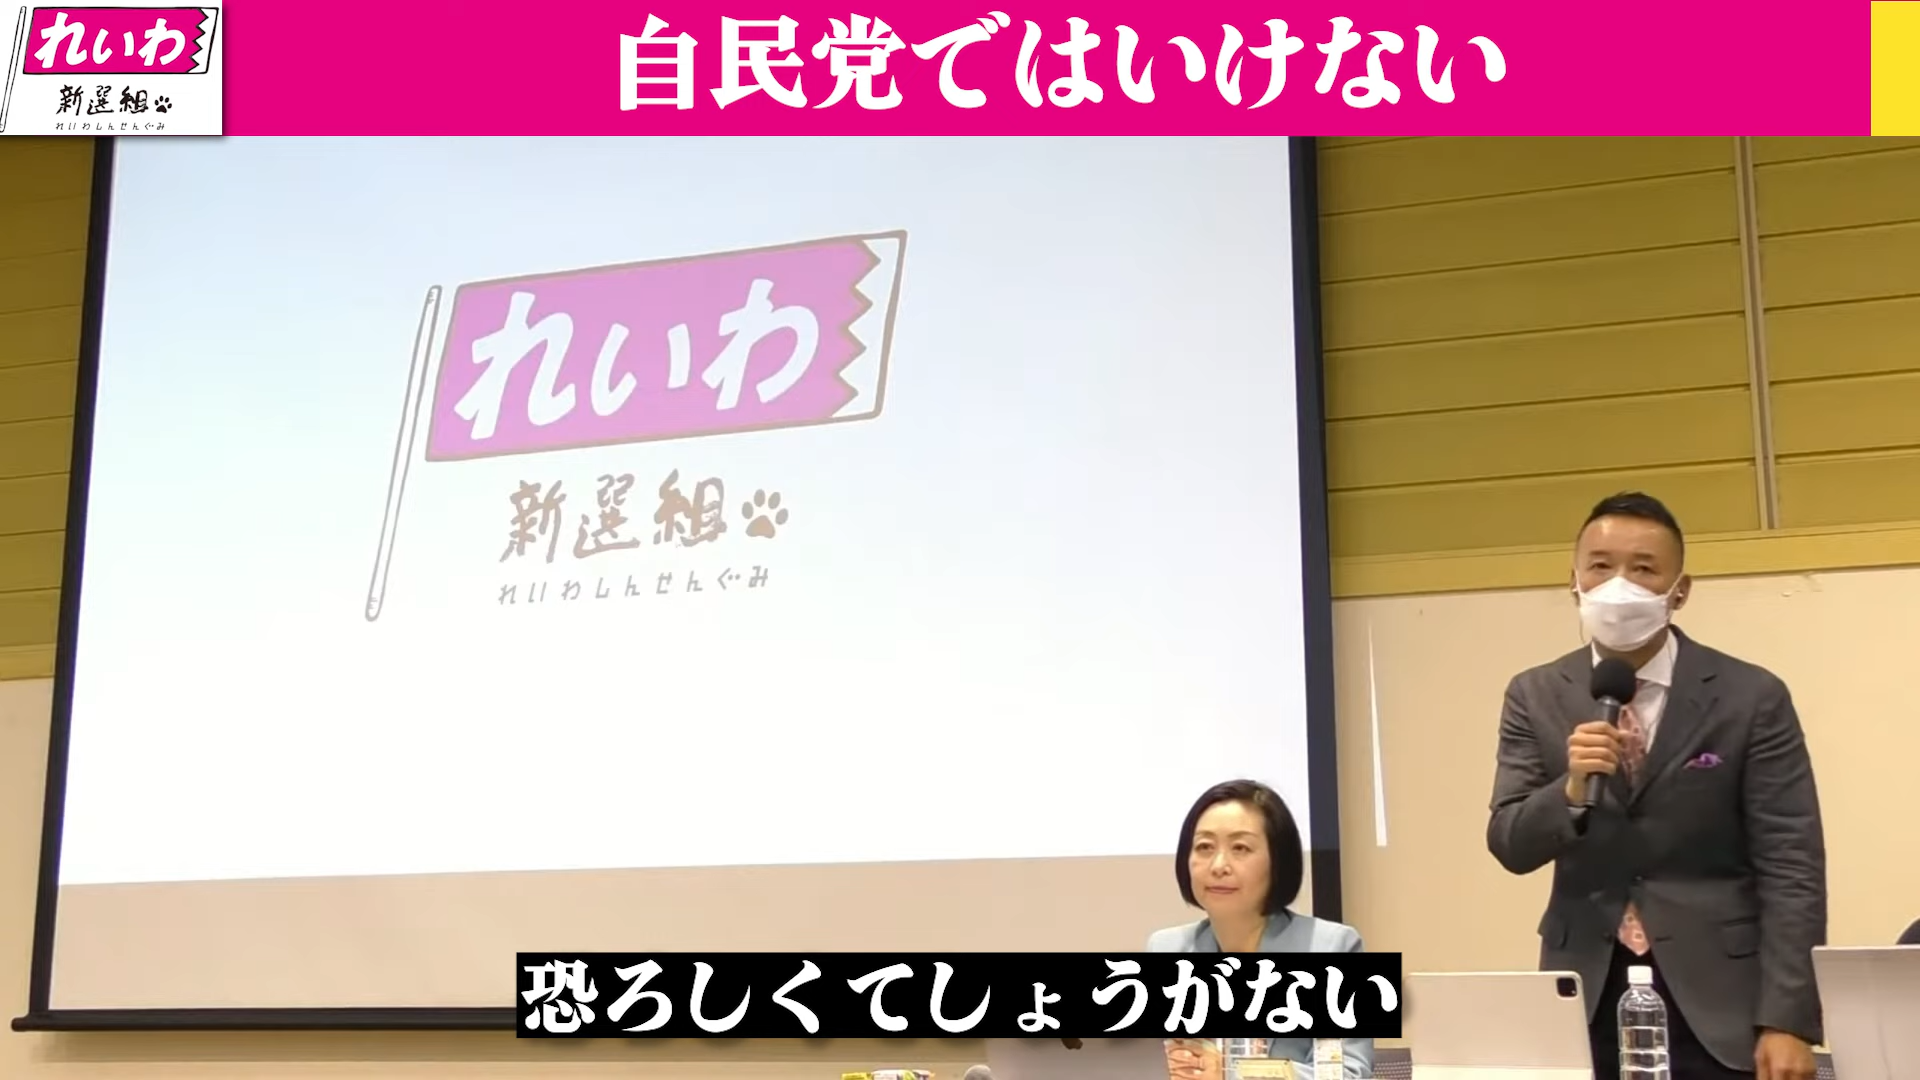 れいわ
新選組
れいわしんせんぐみ
自民党ではいけない
れいわ
新選組
れいわしんせんぐみ
恐ろしくてしょうがない